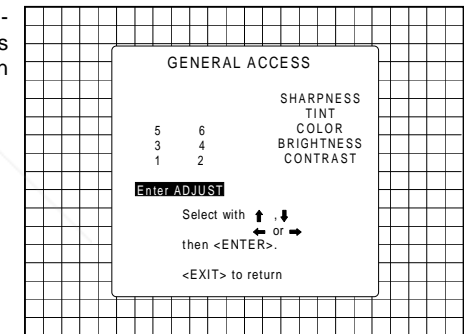 -
s
n
GENERAL ACCESS
SHARPNESS
TINT
5 6 COLOR
3 4 BRIGHTNESS
1 2 CONTRAST
Enter ADJUST
Select with ⬆ , ⬇
⬅ or ➡
then <ENTER>.
<EXIT> to return